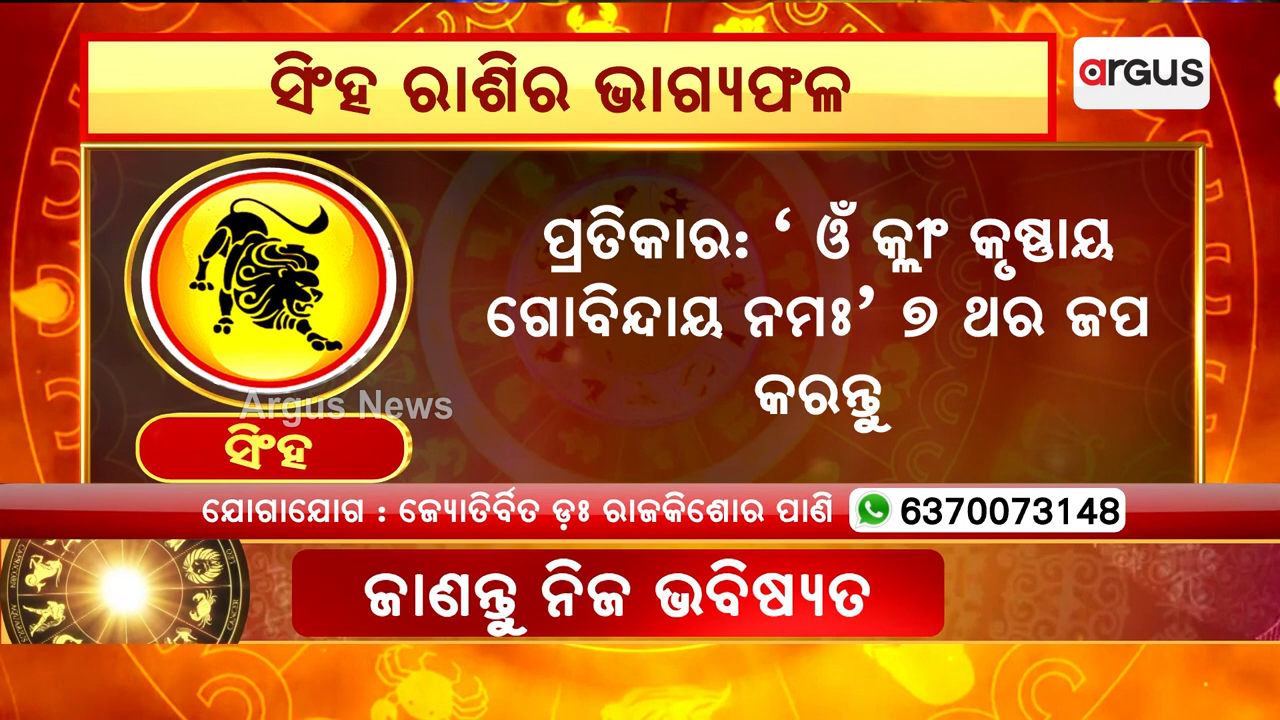 ସିଂହ ରାଶିର ଭାଗ୍ୟଫଳ
argus
ପ୍ରତିକାର: ‘ ଓଁ କ୍ଲୀଂ କୃଷ୍ଣାୟ
ଗୋବିନ୍ଦାୟ ନମଃ’ ୭ ଥର ଜପ
କରନ୍ତୁ
Argus News
ସିଂହ
ଯୋଗାଯୋଗ : ଜ୍ୟୋତିର୍ବିତ ଡ଼ଃ ରାଜକିଶୋର ପାଣି 6370073148
ଜାଣନ୍ତୁ ନିଜ ଭବିଷ୍ୟତ